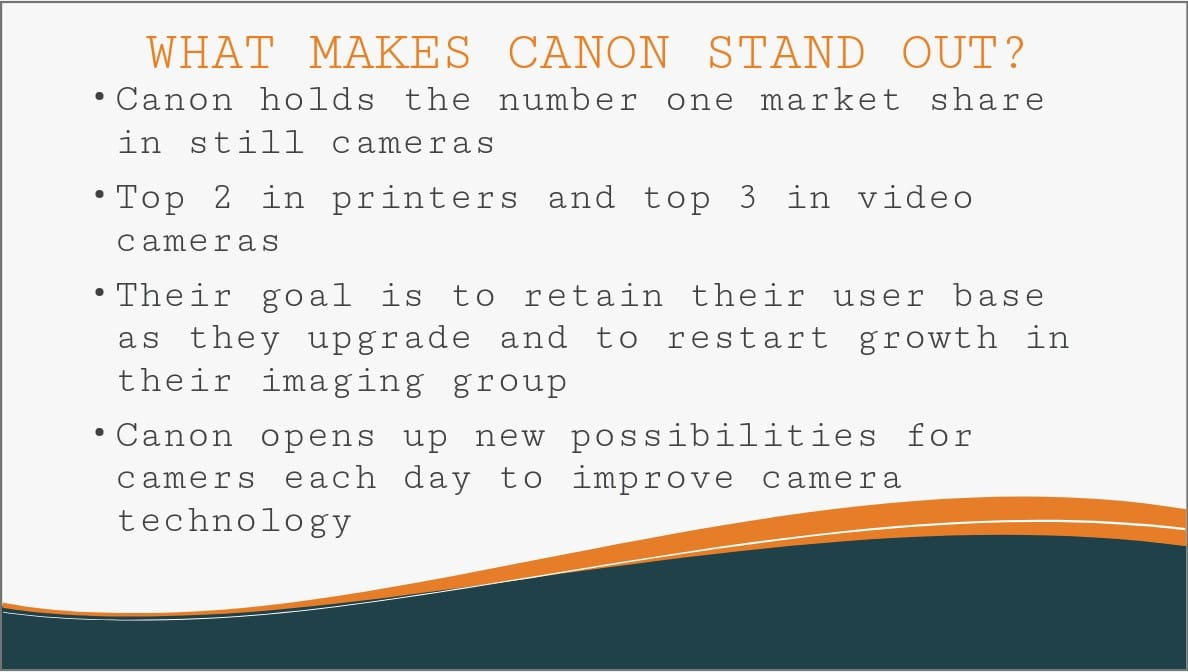 WHAT MAKES CANON STAND OUT?
•Canon holds the number one market share
in still cameras
•Top 2 in printers and top 3 in video
cameras
•Their goal is to retain their user base
as they upgrade and to restart growth in
their imaging group
•Canon opens up new possibilities for
camers each day to improve camera
technology